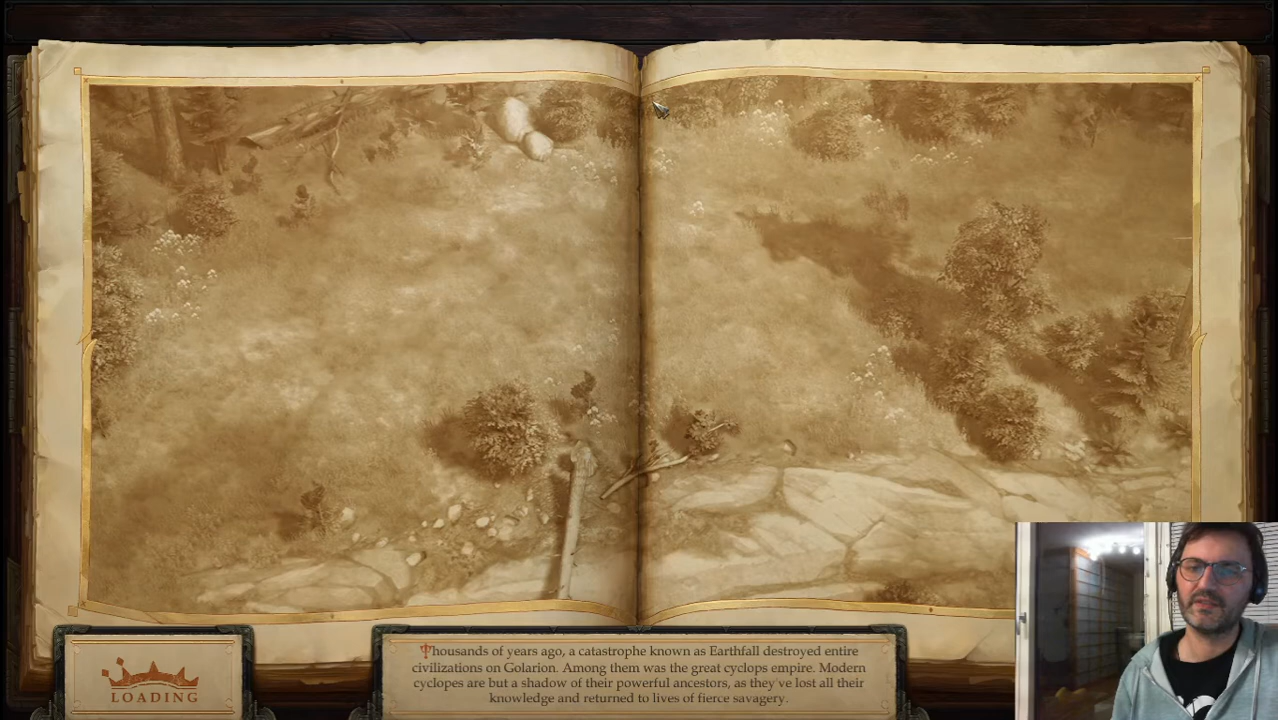 Thousands of years ago, a catastrophe known as Earthfall destroyed entire
civilizations on Golarion. Among them was the great cyclops empire. Modern
cyclopes are but a shadow of their powerful ancestors, as they've lost all their
knowledge and returned to lives of fierce savagery.
LOADING